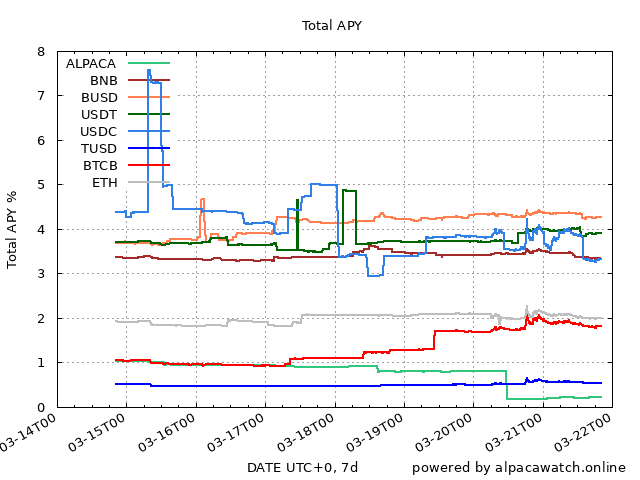 Total APY
8
7
6
5
4
3
2
1
0
Total APY %
ALPACA
BNB
BUSD
USDT
USDC
TUSD
BTCB
ETH
03-14T00
03-15T00
03-16T00
03-17T00
03-18T00
03-19T00
03-20T00
03-21T00
03-22T00
DATE UTC+0, 7d
powered by alpacawatch.online